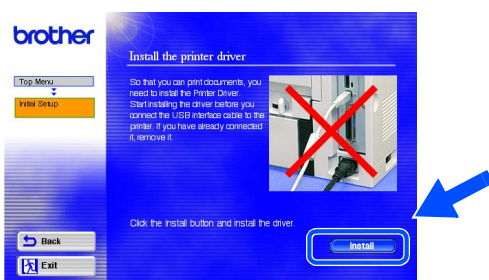 brother
Install the printer driver
Top Menu
Initial Setup
So that you can print documents, you
need to install the Printer Driver.
Start installing the driver before you
connect the USB interface cable to the
printer. If you have already connected
it, remove it.
Click the Install button and install the driver.
Install
Back
Exit